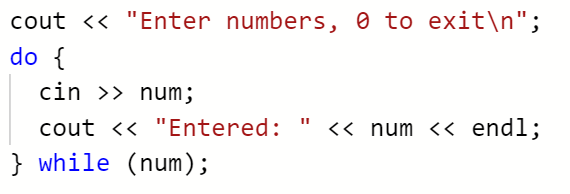 cout << "Enter numbers, 0 to exit\n";
do {
  cin >> num;
  cout << "Entered: " << num << endl;
} while (num);